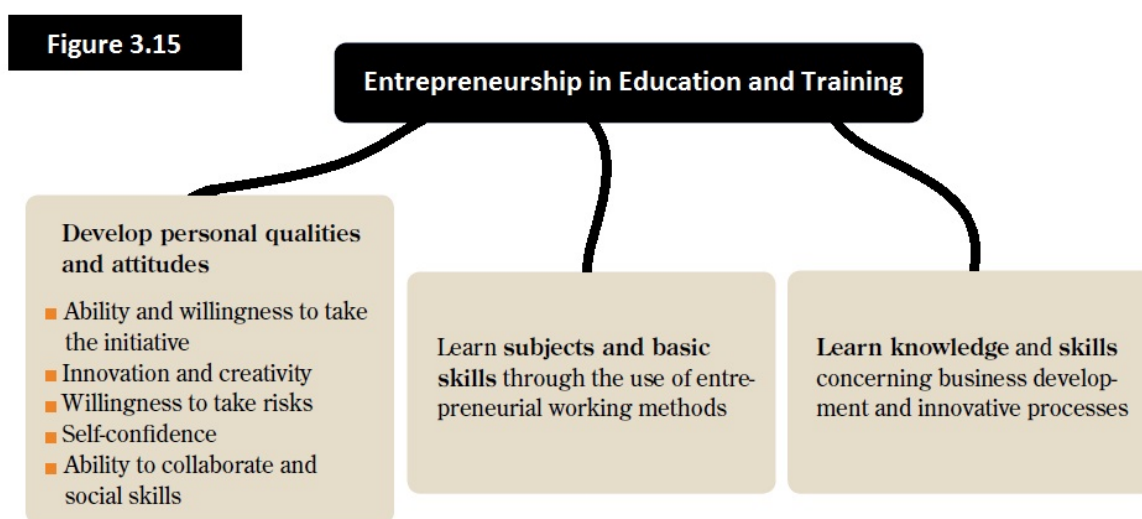 Figure 3.15
Entrepreneurship in Education and Training
Develop personal qualities
and attitudes
Ability and willingness to take
the initiative
Innovation and creativity
Willingness to take risks
Self-confidence
Ability to collaborate and
social skills
Learn subjects and basic
skills through the use of entre-
preneurial working methods
Learn knowledge and skills
concerning business develop-
ment and innovative processes